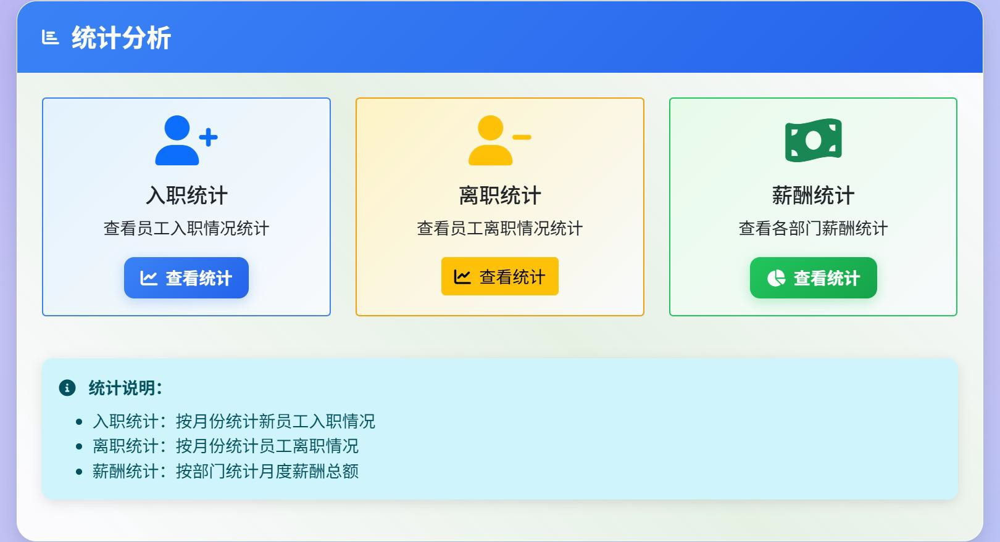 统计分析
入职统计
查看员工入职情况统计
查看统计
离职统计
查看员工离职情况统计
查看统计
薪酬统计
查看各部门薪酬统计
查看统计
统计说明：
入职统计：按月份统计新员工入职情况
离职统计：按月份统计员工离职情况
薪酬统计：按部门统计月度薪酬总额